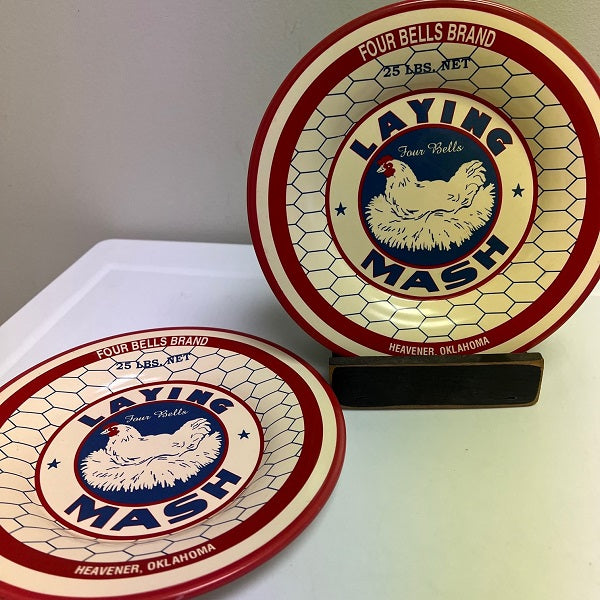 FOUR BELLS BRAND
25 LBS. NET
LAYING
Four Bells
MASH
HEAVENER, OKLAHOMA
FOUR BELLS BRAND
25 LBS. NET
LAYING
Four Bells
MASH
HEAVENER, OKLAHOMA